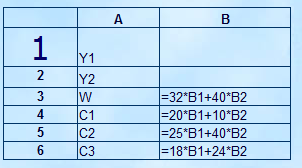 A B
1 Y1
2 Y2
3 W =32*B1+40*B2
4 C1 =20*B1+10*B2
5 C2 =25*B1+40*B2
6 C3 =18*B1+24*B2